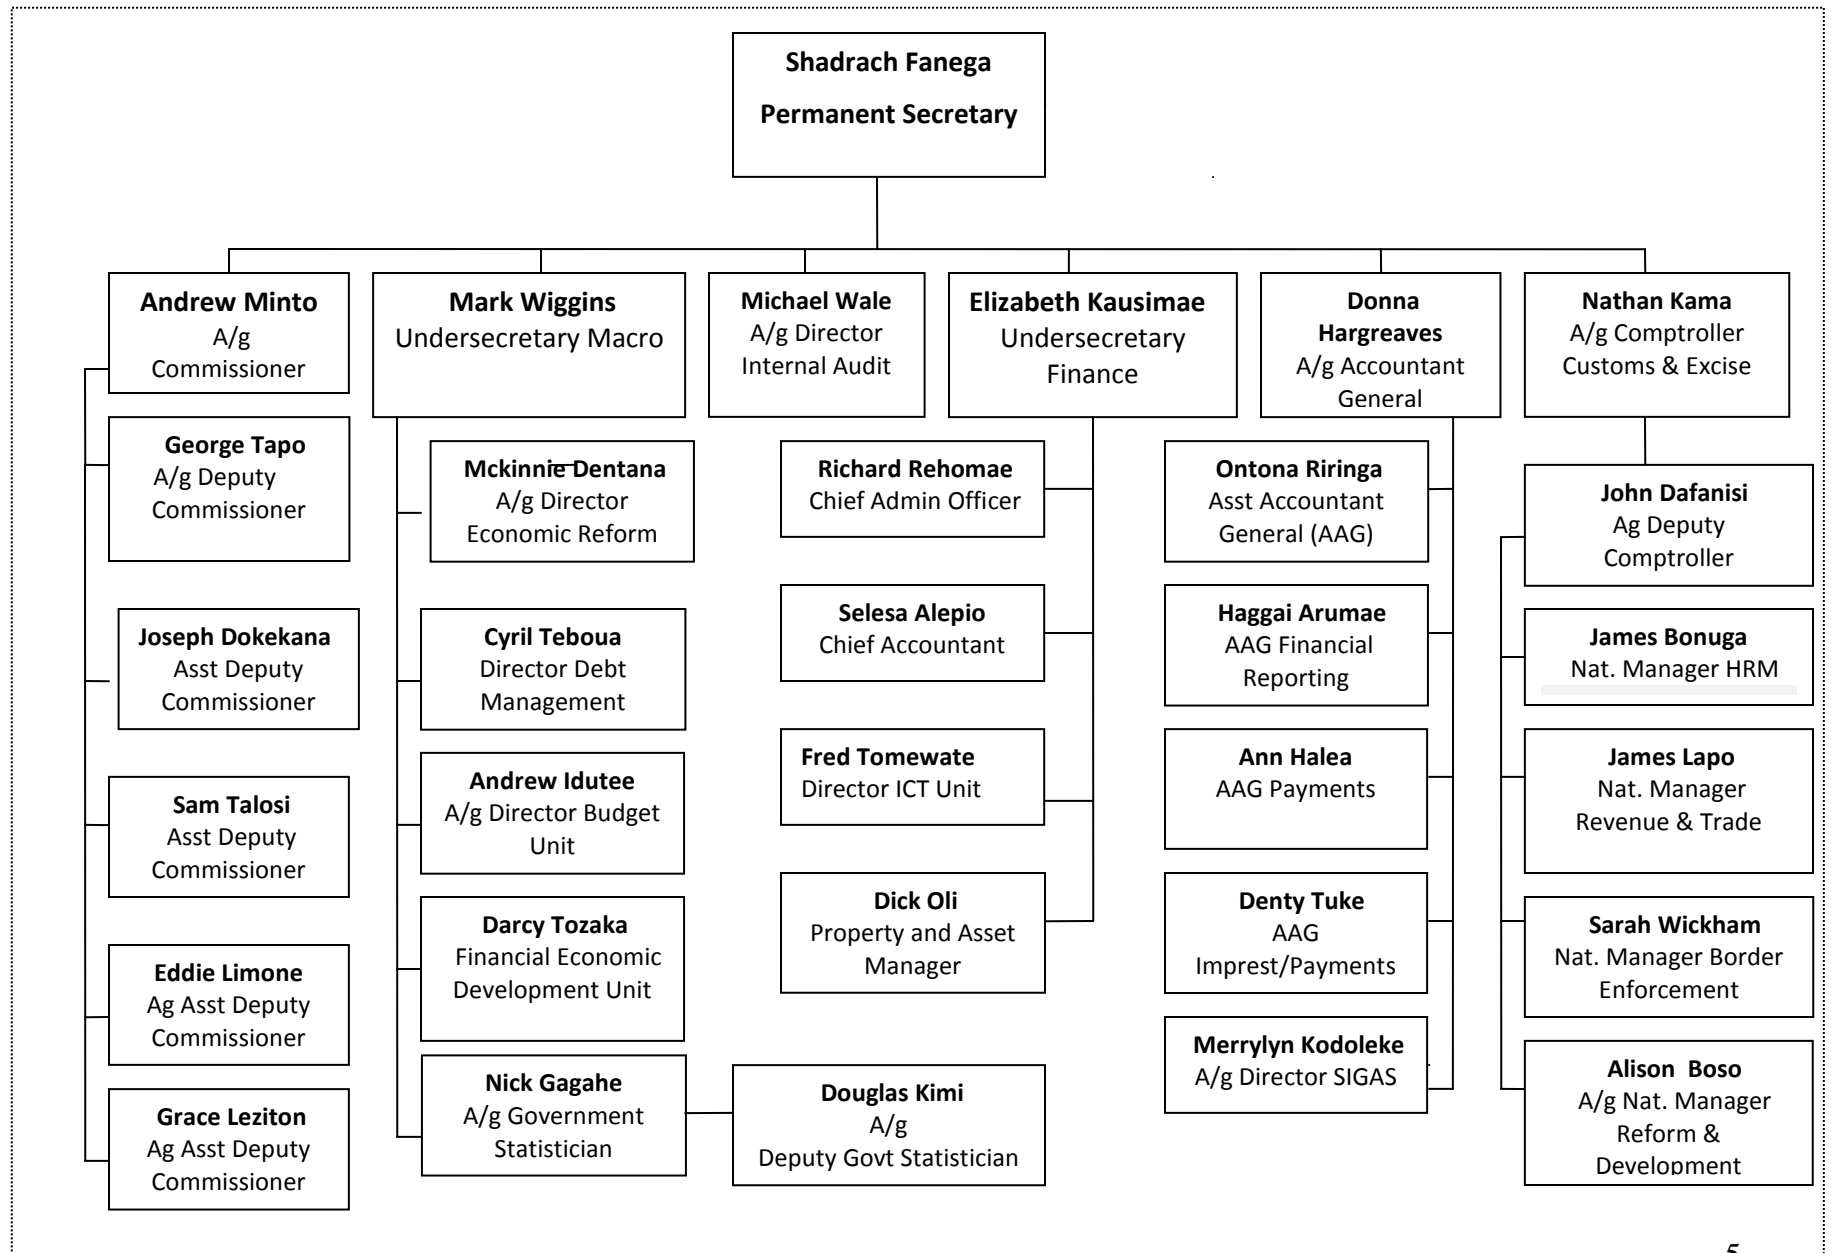 Shadrach Fanega
Permanent Secretary
Andrew Minto
A/g
Commissioner
George Tapo
A/g Deputy
Commissioner
Joseph Dokekana
Asst Deputy
Commissioner
Sam Talosi
Asst Deputy
Commissioner
Eddie Limone
Ag Asst Deputy
Commissioner
Grace Leziton
Ag Asst Deputy
Commissioner
Mark Wiggins
Undersecretary Macro
Mckinnie Dentana
A/g Director
Economic Reform
Cyril Teboua
Director Debt
Management
Andrew Idutee
A/g Director Budget
Unit
Darcy Tozaka
Financial Economic
Development Unit
Nick Gagahe
A/g Government
Statistician
Douglas Kimi
A/g
Deputy Govt Statistician
Michael Wale
A/g Director
Internal Audit
Elizabeth Kausimae
Undersecretary
Finance
Richard Rehomae
Chief Admin Officer
Selesa Alepio
Chief Accountant
Fred Tomewate
Director ICT Unit
Dick Oli
Property and Asset
Manager
Donna
Hargreaves
A/g Accountant
General
Ontona Riringa
Asst Accountant
General (AAG)
Haggai Arumae
AAG Financial
Reporting
Ann Halea
AAG Payments
Denty Tuke
AAG
Imprest/Payments
Merrylyn Kodoleke
A/g Director SIGAS
Nathan Kama
A/g Comptroller
Customs & Excise
John Dafanisi
Ag Deputy
Comptroller
James Bonuga
Nat. Manager HRM
James Lapo
Nat. Manager
Revenue & Trade
Sarah Wickham
Nat. Manager Border
Enforcement
Alison Boso
A/g Nat. Manager
Reform &
Development
5